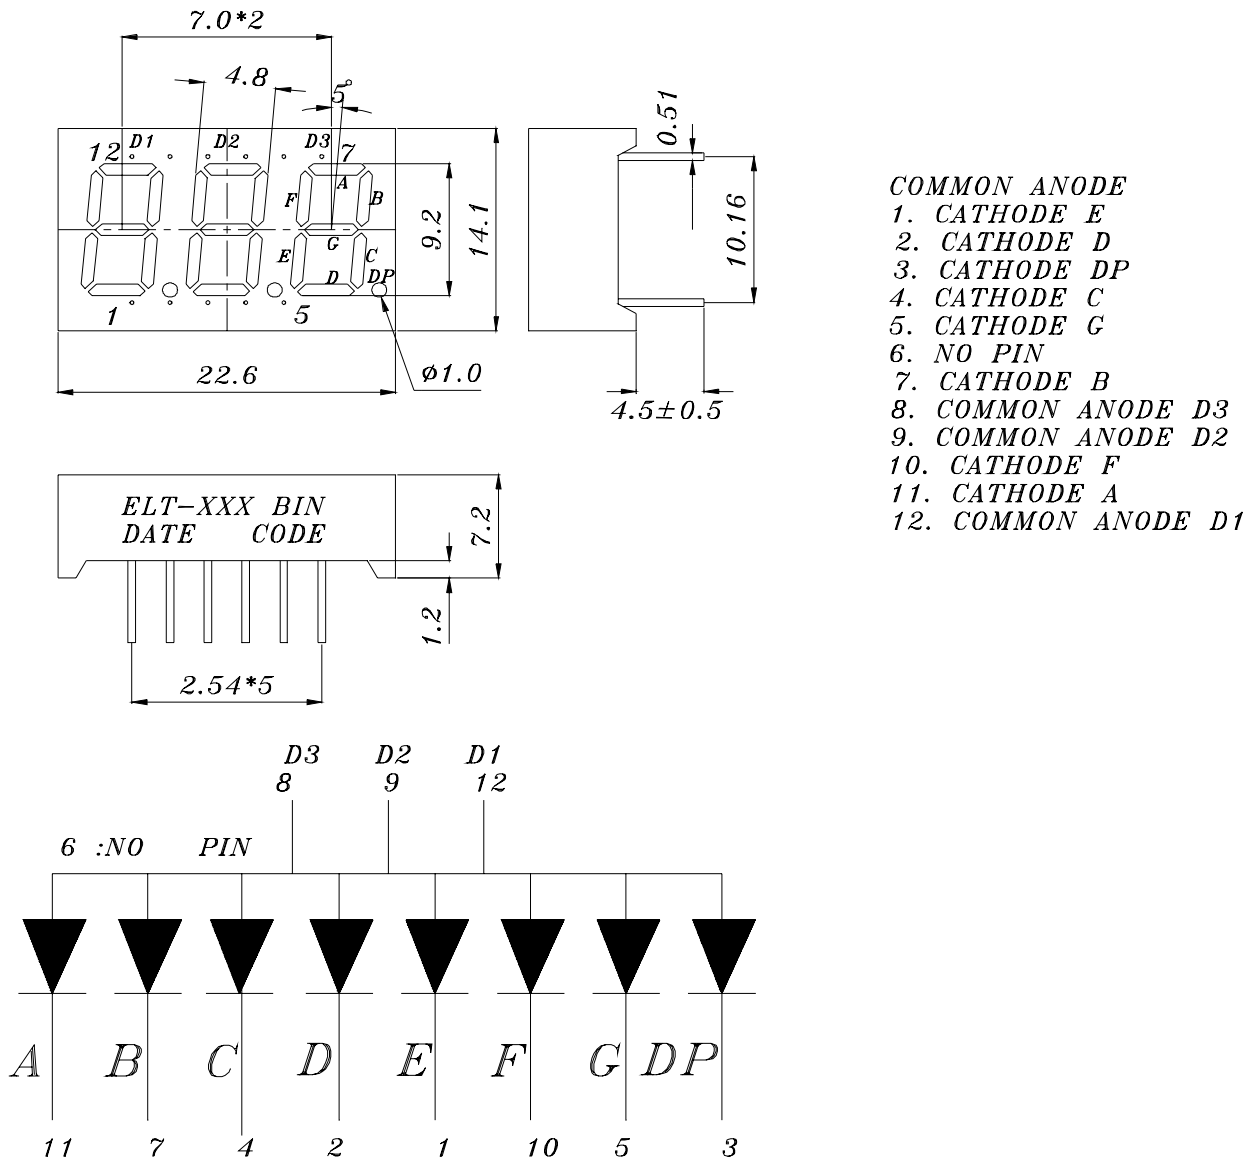 7.0*2
4.8
5°
D1 D2 D3
12 7
A
F B
G
E C
D DP
1 5
9.2
14.1
22.6
ø1.0
0.51
10.16
4.5±0.5
COMMON ANODE
1. CATHODE E
2. CATHODE D
3. CATHODE DP
4. CATHODE C
5. CATHODE G
6. NO PIN
7. CATHODE B
8. COMMON ANODE D3
9. COMMON ANODE D2
10. CATHODE F
11. CATHODE A
12. COMMON ANODE D1
ELT-XXX BIN
DATE CODE
7.2
1.2
2.54*5
D3 D2 D1
8 9 12
6 :NO PIN
A B C D E F G DP
11 7 4 2 1 10 5 3